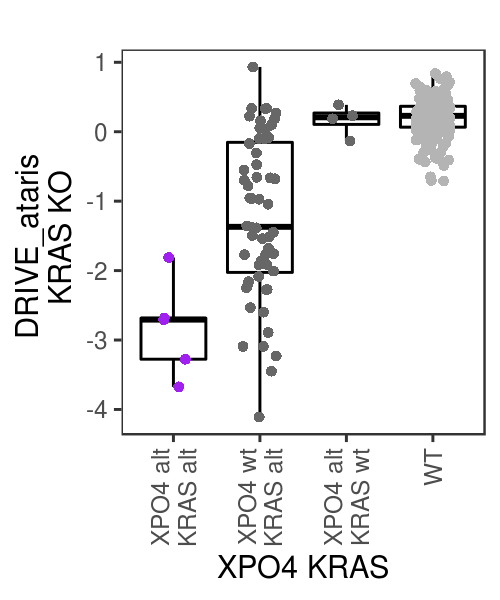 DRIVE_ataris
KRAS KO
1
0
-1
-2
-3
-4
XPO4 alt
KRAS alt
XPO4 wt
KRAS alt
XPO4 alt
KRAS wt
WT
XPO4 KRAS